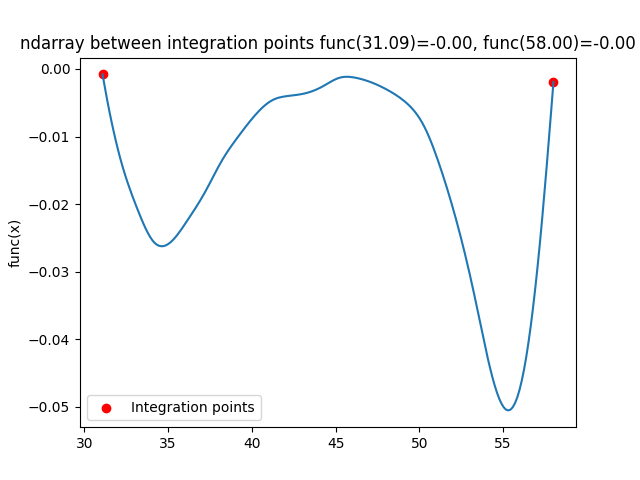 ndarray between integration points func(31.09)=-0.00, func(58.00)=-0.00
0.00
−0.01
−0.02
−0.03
−0.04
−0.05
func(x)
Integration points
30 35 40 45 50 55